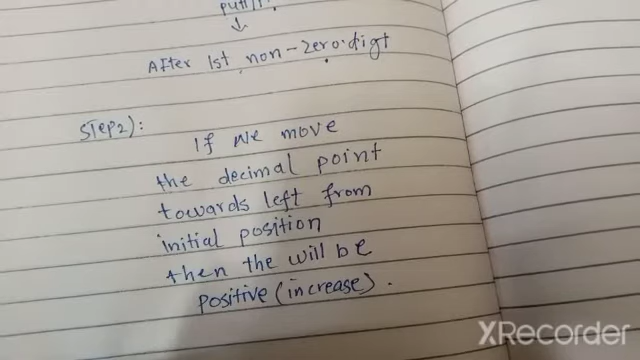 After 1st non-zero digt
Step2):
If we move
the decimal point
towards left from
initial position
then the will be
positive (increase).
XRecorder